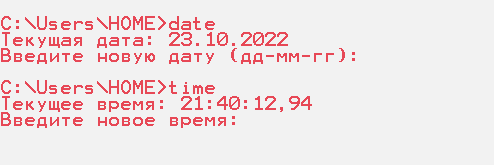 C:\Users\HOME>date
Текущая дата: 23.10.2022
Введите новую дату (дд-мм-гг):
C:\Users\HOME>time
Текущее время: 21:40:12,94
Введите новое время: